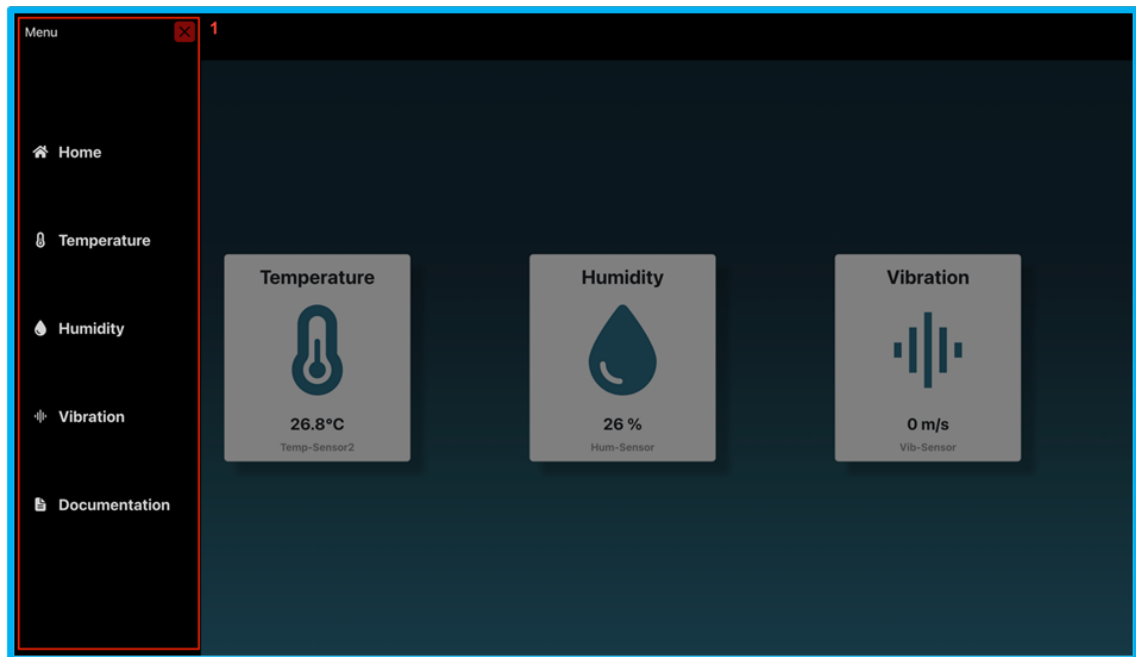 Menu
1
Home
Temperature
Humidity
Vibration
Documentation
Temperature
26.8°C
Temp-Sensor2
Humidity
26 %
Hum-Sensor
Vibration
0 m/s
Vib-Sensor